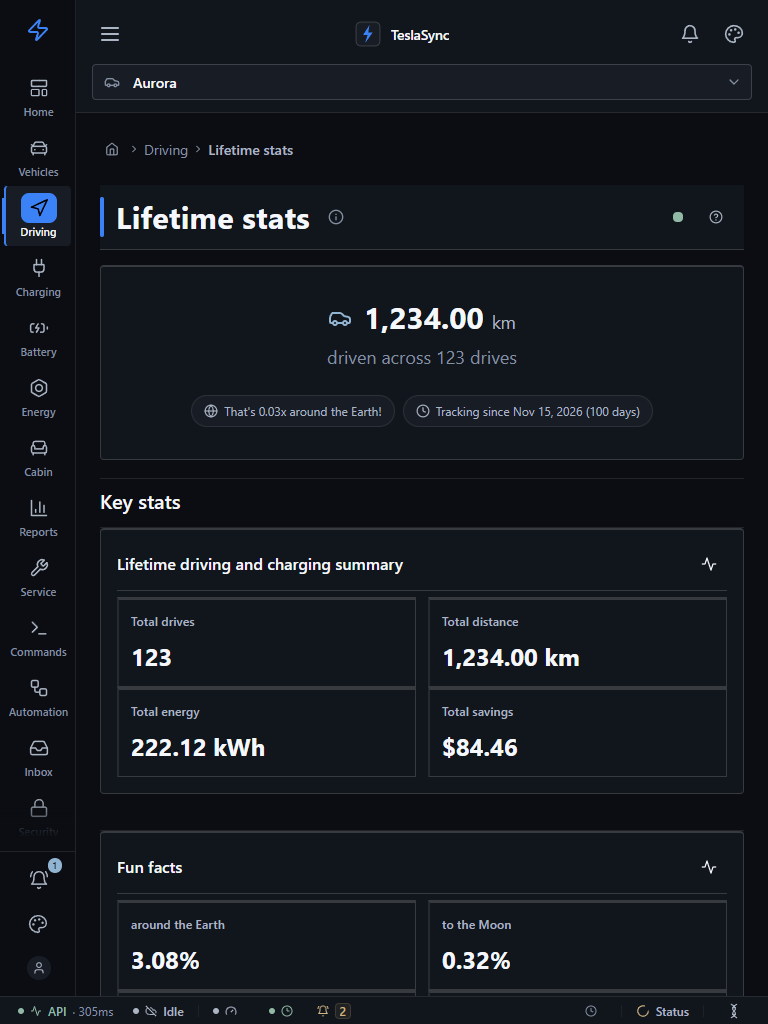 TeslaSync
Aurora
Home
Vehicles
Driving
Charging
Battery
Energy
Cabin
Reports
Service
Commands
Automation
Inbox
Security
1
Driving > Lifetime stats
Lifetime stats
1,234.00 km
driven across 123 drives
That's 0.03x around the Earth!
Tracking since Nov 15, 2026 (100 days)
Key stats
Lifetime driving and charging summary
Total drives
123
Total distance
1,234.00 km
Total energy
222.12 kWh
Total savings
$84.46
Fun facts
around the Earth
3.08%
to the Moon
0.32%
API · 305ms
Idle
2
Status